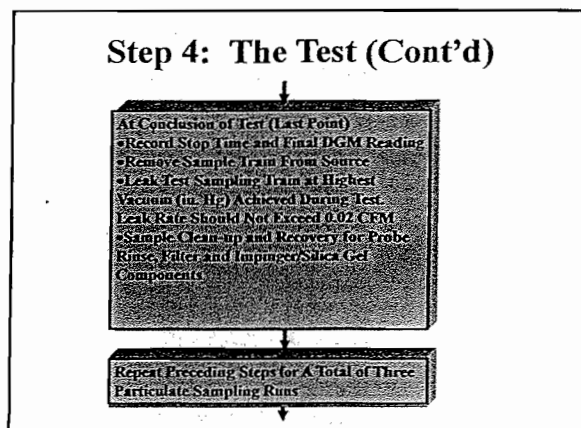 Step 4: The Test (Cont'd)
At Conclusion of Test (Last Point)
•Record Stop Time and Final DGM Reading
•Remove Sample Train From Source
•Leak Test Sampling Train at Highest
Vacuum (in. Hg) Achieved During Test.
Leak Rate Should Not Exceed 0.02 CFM
•Sample Clean-up and Recovery for Probe
Rinse, Filter and Impinger/Silica Gel
Components
Repeat Preceding Steps for A Total of Three
Particulate Sampling Runs